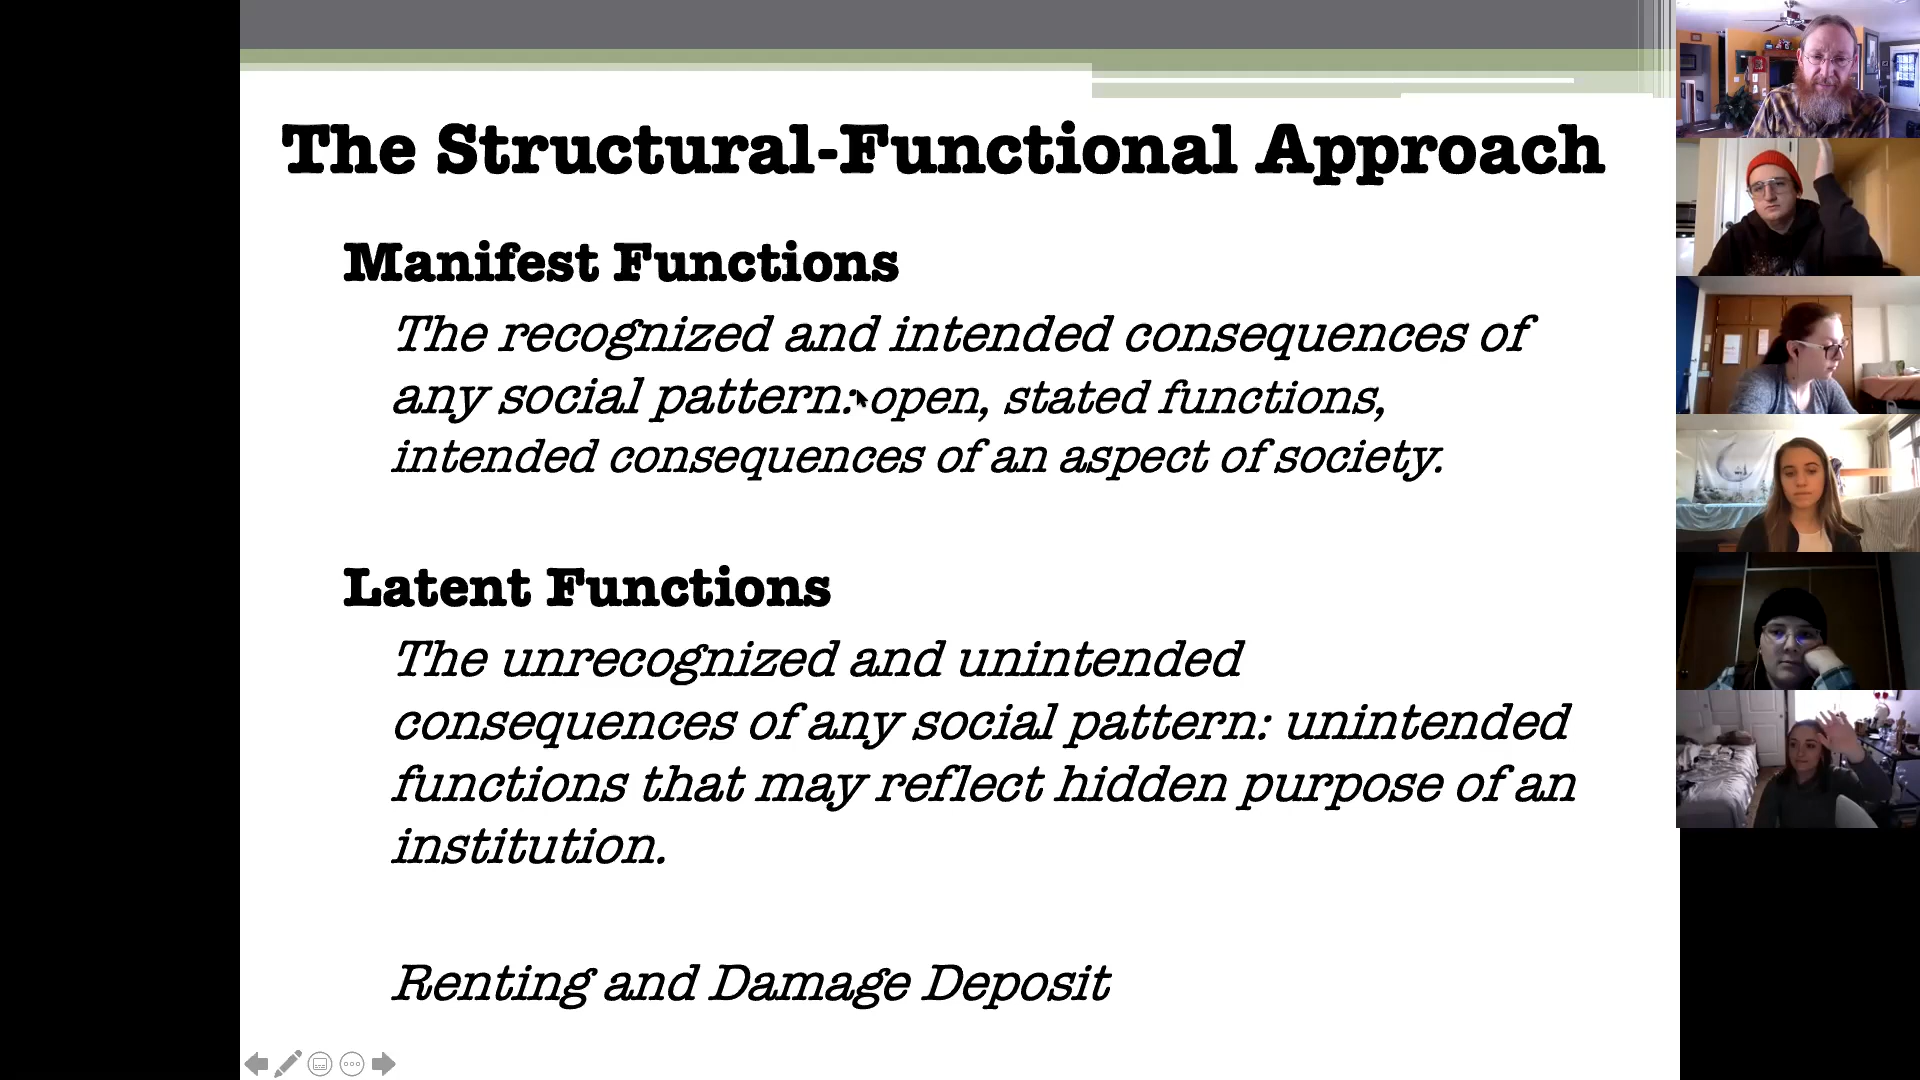 The Structural-Functional Approach
Manifest Functions
The recognized and intended consequences of
any social pattern: open, stated functions,
intended consequences of an aspect of society.
Latent Functions
The unrecognized and unintended
consequences of any social pattern: unintended
functions that may reflect hidden purpose of an
institution.
Renting and Damage Deposit